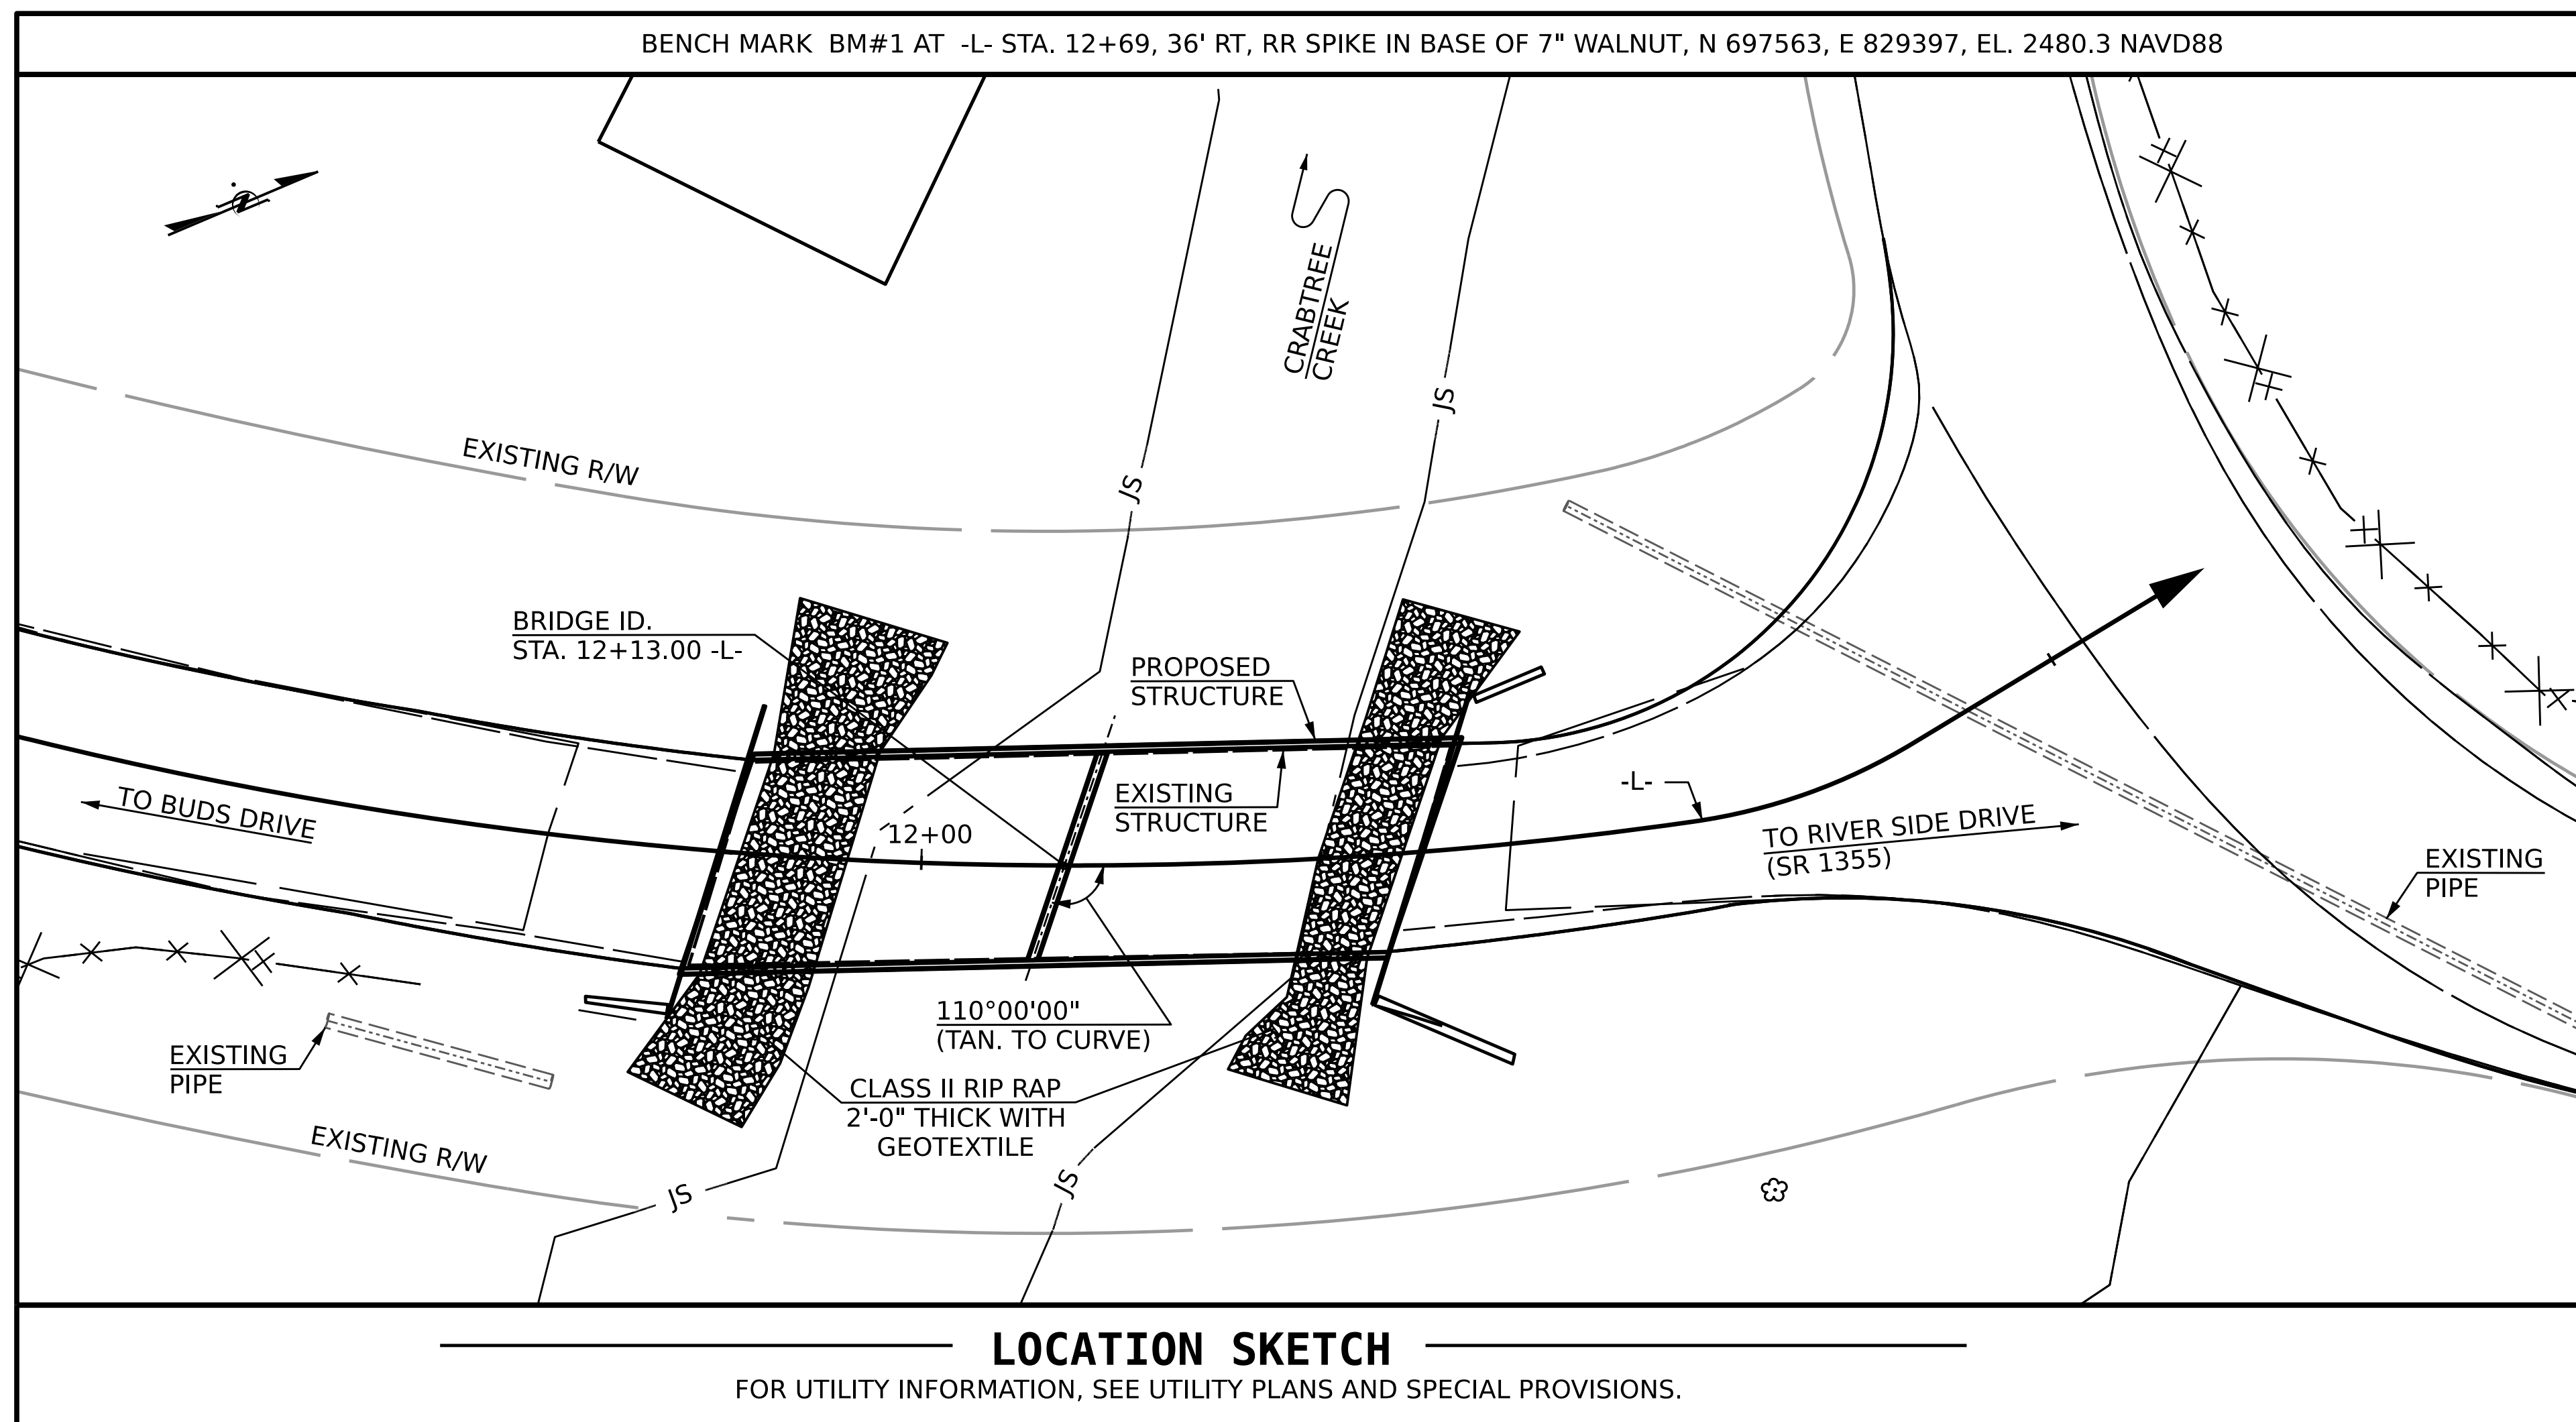 BENCH MARK  BM#1 AT  -L- STA. 12+69, 36' RT, RR SPIKE IN BASE OF 7" WALNUT, N 697563, E 829397, EL. 2480.3 NAVD88
N
CRABTREE
CREEK
JS
EXISTING R/W
JS
BRIDGE ID.
STA. 12+13.00 -L-
PROPOSED
STRUCTURE
-L-
EXISTING
STRUCTURE
TO BUDS DRIVE
12+00
TO RIVER SIDE DRIVE
(SR 1355)
EXISTING
PIPE
110°00'00"
(TAN. TO CURVE)
EXISTING
PIPE
CLASS II RIP RAP
2'-0" THICK WITH
GEOTEXTILE
EXISTING R/W
JS
JS
LOCATION SKETCH
FOR UTILITY INFORMATION, SEE UTILITY PLANS AND SPECIAL PROVISIONS.